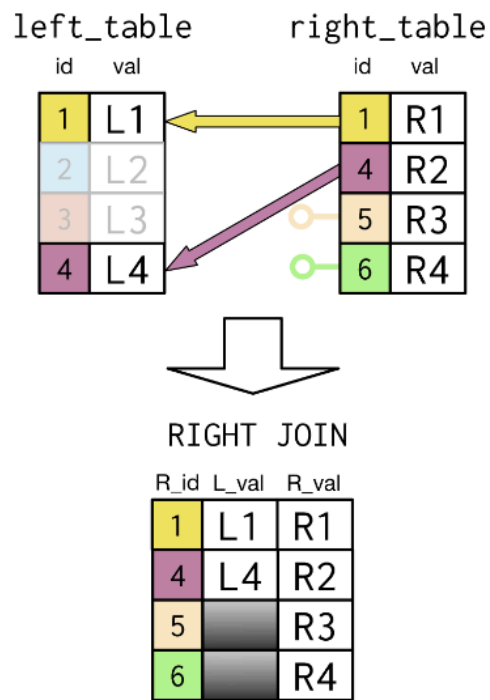 left_table right_table
id val id val
1 L1 1 R1
2 L2 4 R2
3 L3 5 R3
4 L4 6 R4
RIGHT JOIN
R_id L_val R_val
1 L1 R1
4 L4 R2
5 R3
6 R4